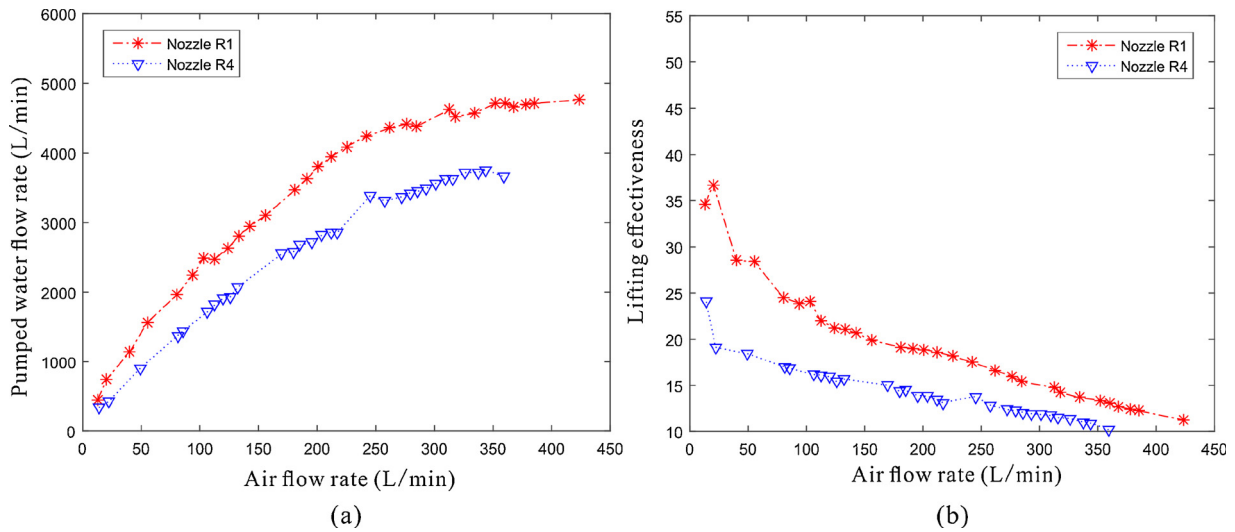 6000
5000
4000
3000
2000
1000
0
Pumped water flow rate (L/min)
Nozzle R1
Nozzle R4
0 50 100 150 200 250 300 350 400 450
Air flow rate (L/min)
(a)
55
50
45
40
35
30
25
20
15
10
Lifting effectiveness
Nozzle R1
Nozzle R4
0 50 100 150 200 250 300 350 400 450
Air flow rate (L/min)
(b)